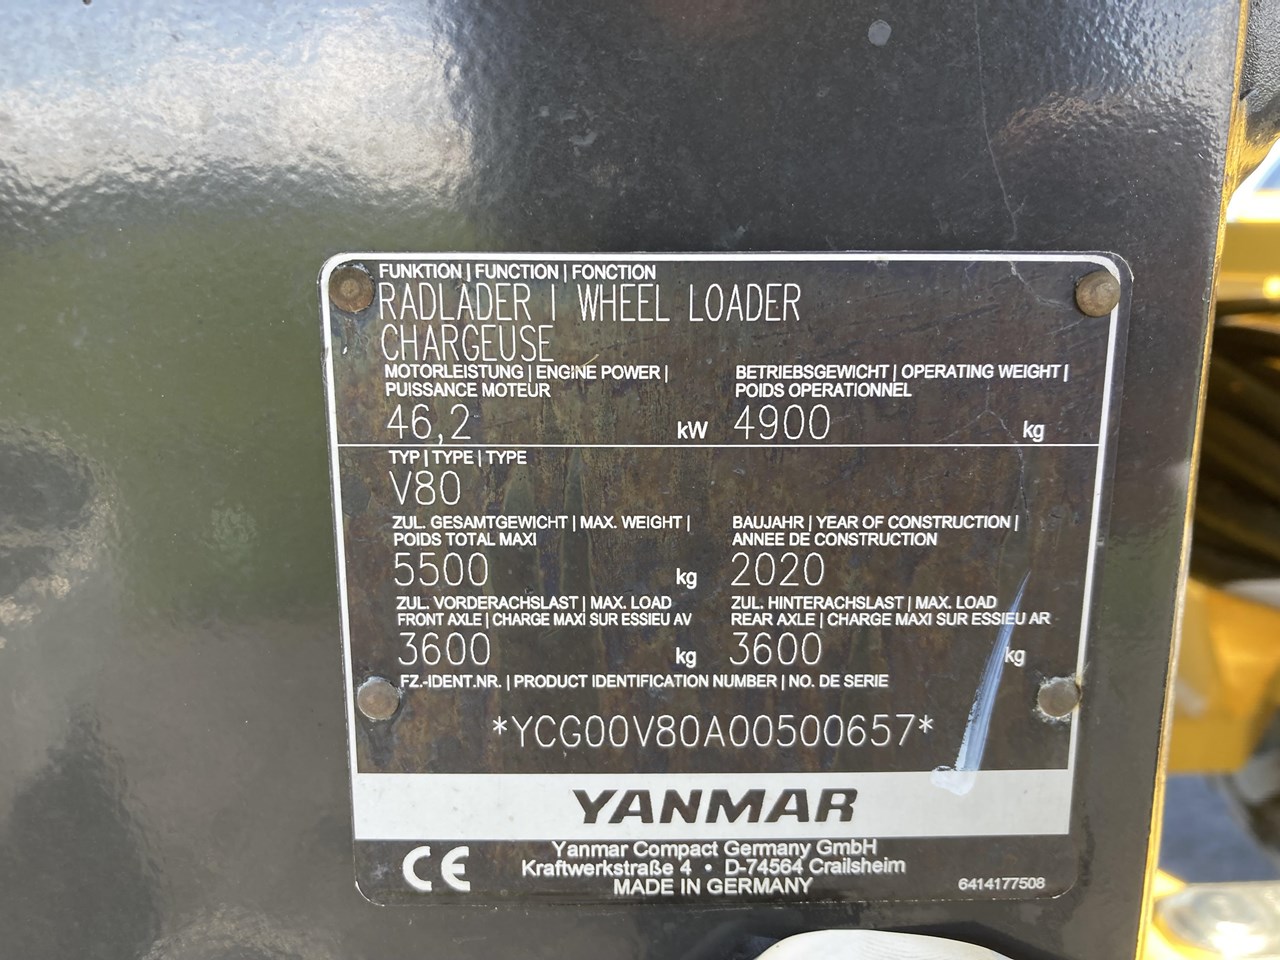 FUNKTION | FUNCTION | FONCTION
RADLADER | WHEEL LOADER
CHARGEUSE
MOTORLEISTUNG | ENGINE POWER |
PUISSANCE MOTEUR
46,2 kW
BETRIEBSGEWICHT | OPERATING WEIGHT |
POIDS OPERATIONNEL
4900 kg
TYP | TYPE | TYPE
V80
ZUL. GESAMTGEWICHT | MAX. WEIGHT |
POIDS TOTAL MAXI
5500 kg
BAUJAHR | YEAR OF CONSTRUCTION |
ANNEE DE CONSTRUCTION
2020
ZUL. VORDERACHSLAST | MAX. LOAD
FRONT AXLE | CHARGE MAXI SUR ESSIEU AV
3600 kg
ZUL. HINTERACHSLAST | MAX. LOAD
REAR AXLE | CHARGE MAXI SUR ESSIEU AR
3600 kg
FZ.-IDENT.NR. | PRODUCT IDENTIFICATION NUMBER | NO. DE SERIE
*YCG00V80A00500657*
YANMAR
CE
Yanmar Compact Germany GmbH
Kraftwerkstraße 4 • D-74564 Crailsheim
MADE IN GERMANY
6414177508